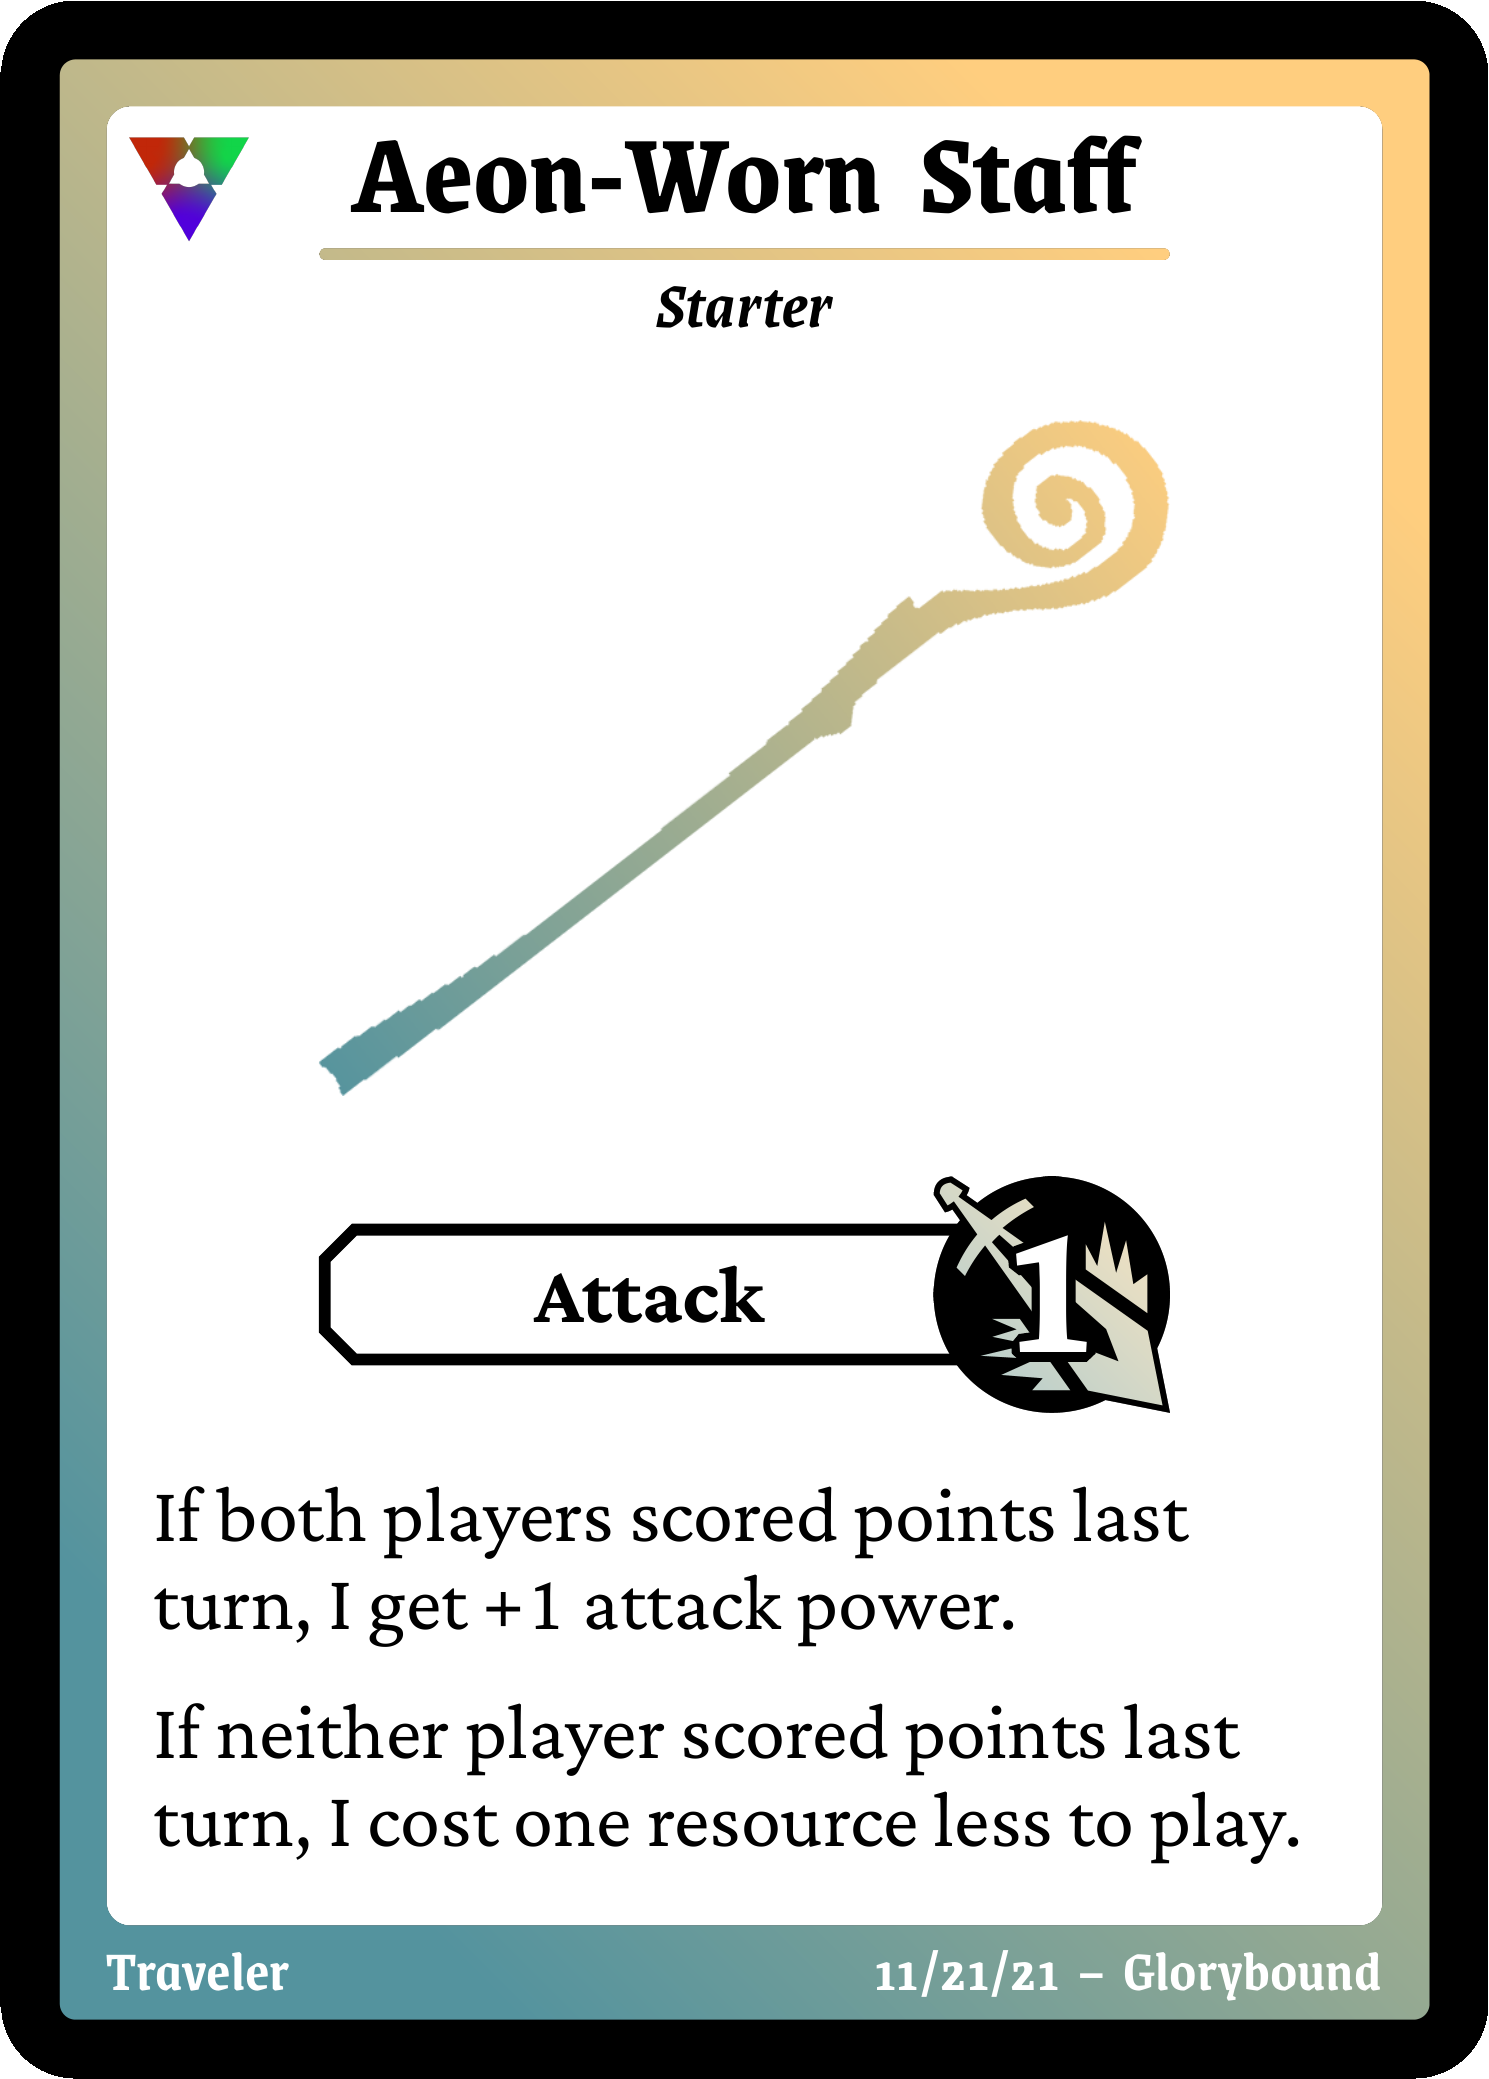 Aeon-Worn Staff
Starter
Attack
1
If both players scored points last
turn, I get +1 attack power.
If neither player scored points last
turn, I cost one resource less to play.
Traveler
11/21/21 – Glorybound